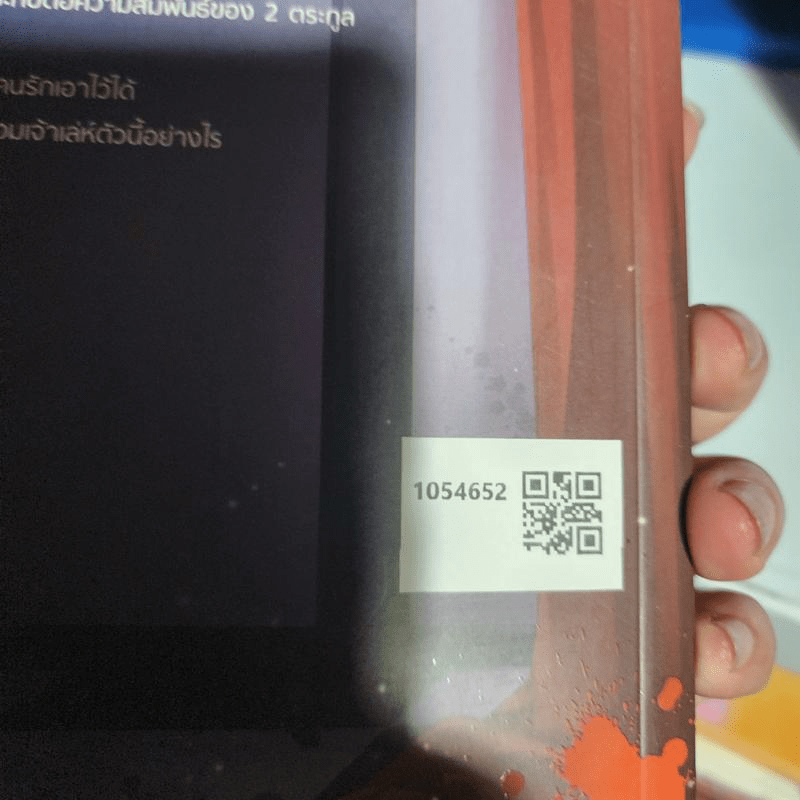 ความสัมพันธ์ของ 2 ตระกูล
คนรักเอาไว้ได้
อมเจ้าเล่ห์ตัวนี้อย่างไร
1054652